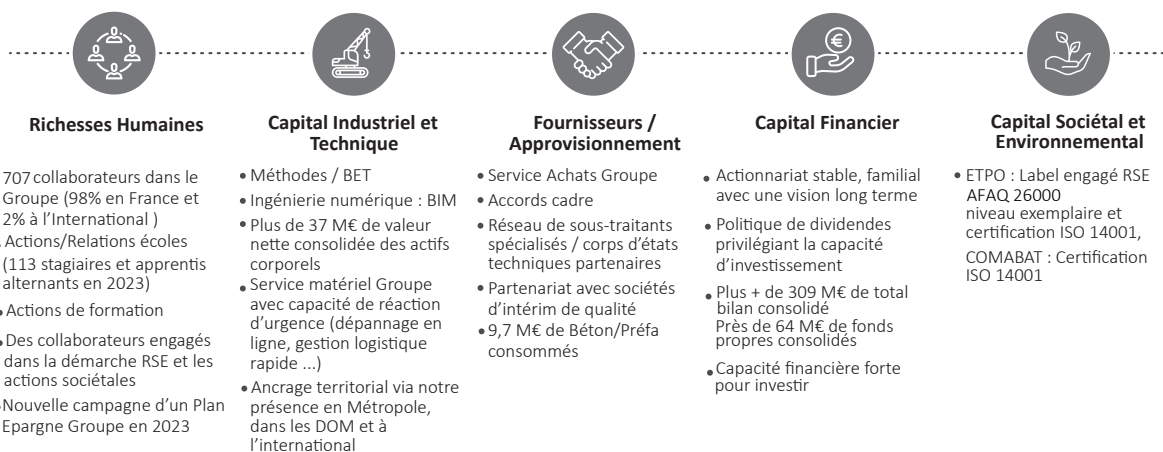 Richesses Humaines
707 collaborateurs dans le
Groupe (98% en France et
2% à l'International )
Actions/Relations écoles
(113 stagiaires et apprentis
alternants en 2023)
• Actions de formation
• Des collaborateurs engagés
dans la démarche RSE et les
actions sociétales
• Nouvelle campagne d'un Plan
Epargne Groupe en 2023
Capital Industriel et
Technique
• Méthodes / BET
• Ingénierie numérique : BIM
• Plus de 37 M€ de valeur
nette consolidée des actifs
corporels
• Service matériel Groupe
avec capacité de réaction
d'urgence (dépannage en
ligne, gestion logistique
rapide ...)
• Ancrage territorial via notre
présence en Métropole,
dans les DOM et à
l'international
Fournisseurs /
Approvisionnement
• Service Achats Groupe
• Accords cadre
• Réseau de sous-traitants
spécialisés / corps d'états
techniques partenaires
• Partenariat avec sociétés
d'intérim de qualité
• 9,7 M€ de Béton/Préfa
consommés
€
Capital Financier
• Actionnariat stable, familial
avec une vision long terme
• Politique de dividendes
privilégiant la capacité
d'investissement
• Plus + de 309 M€ de total
bilan consolidé
Près de 64 M€ de fonds
propres consolidés
• Capacité financière forte
pour investir
Capital Sociétal et
Environnemental
• ETPO : Label engagé RSE
AFAQ 26000
niveau exemplaire et
certification ISO 14001,
COMABAT : Certification
ISO 14001